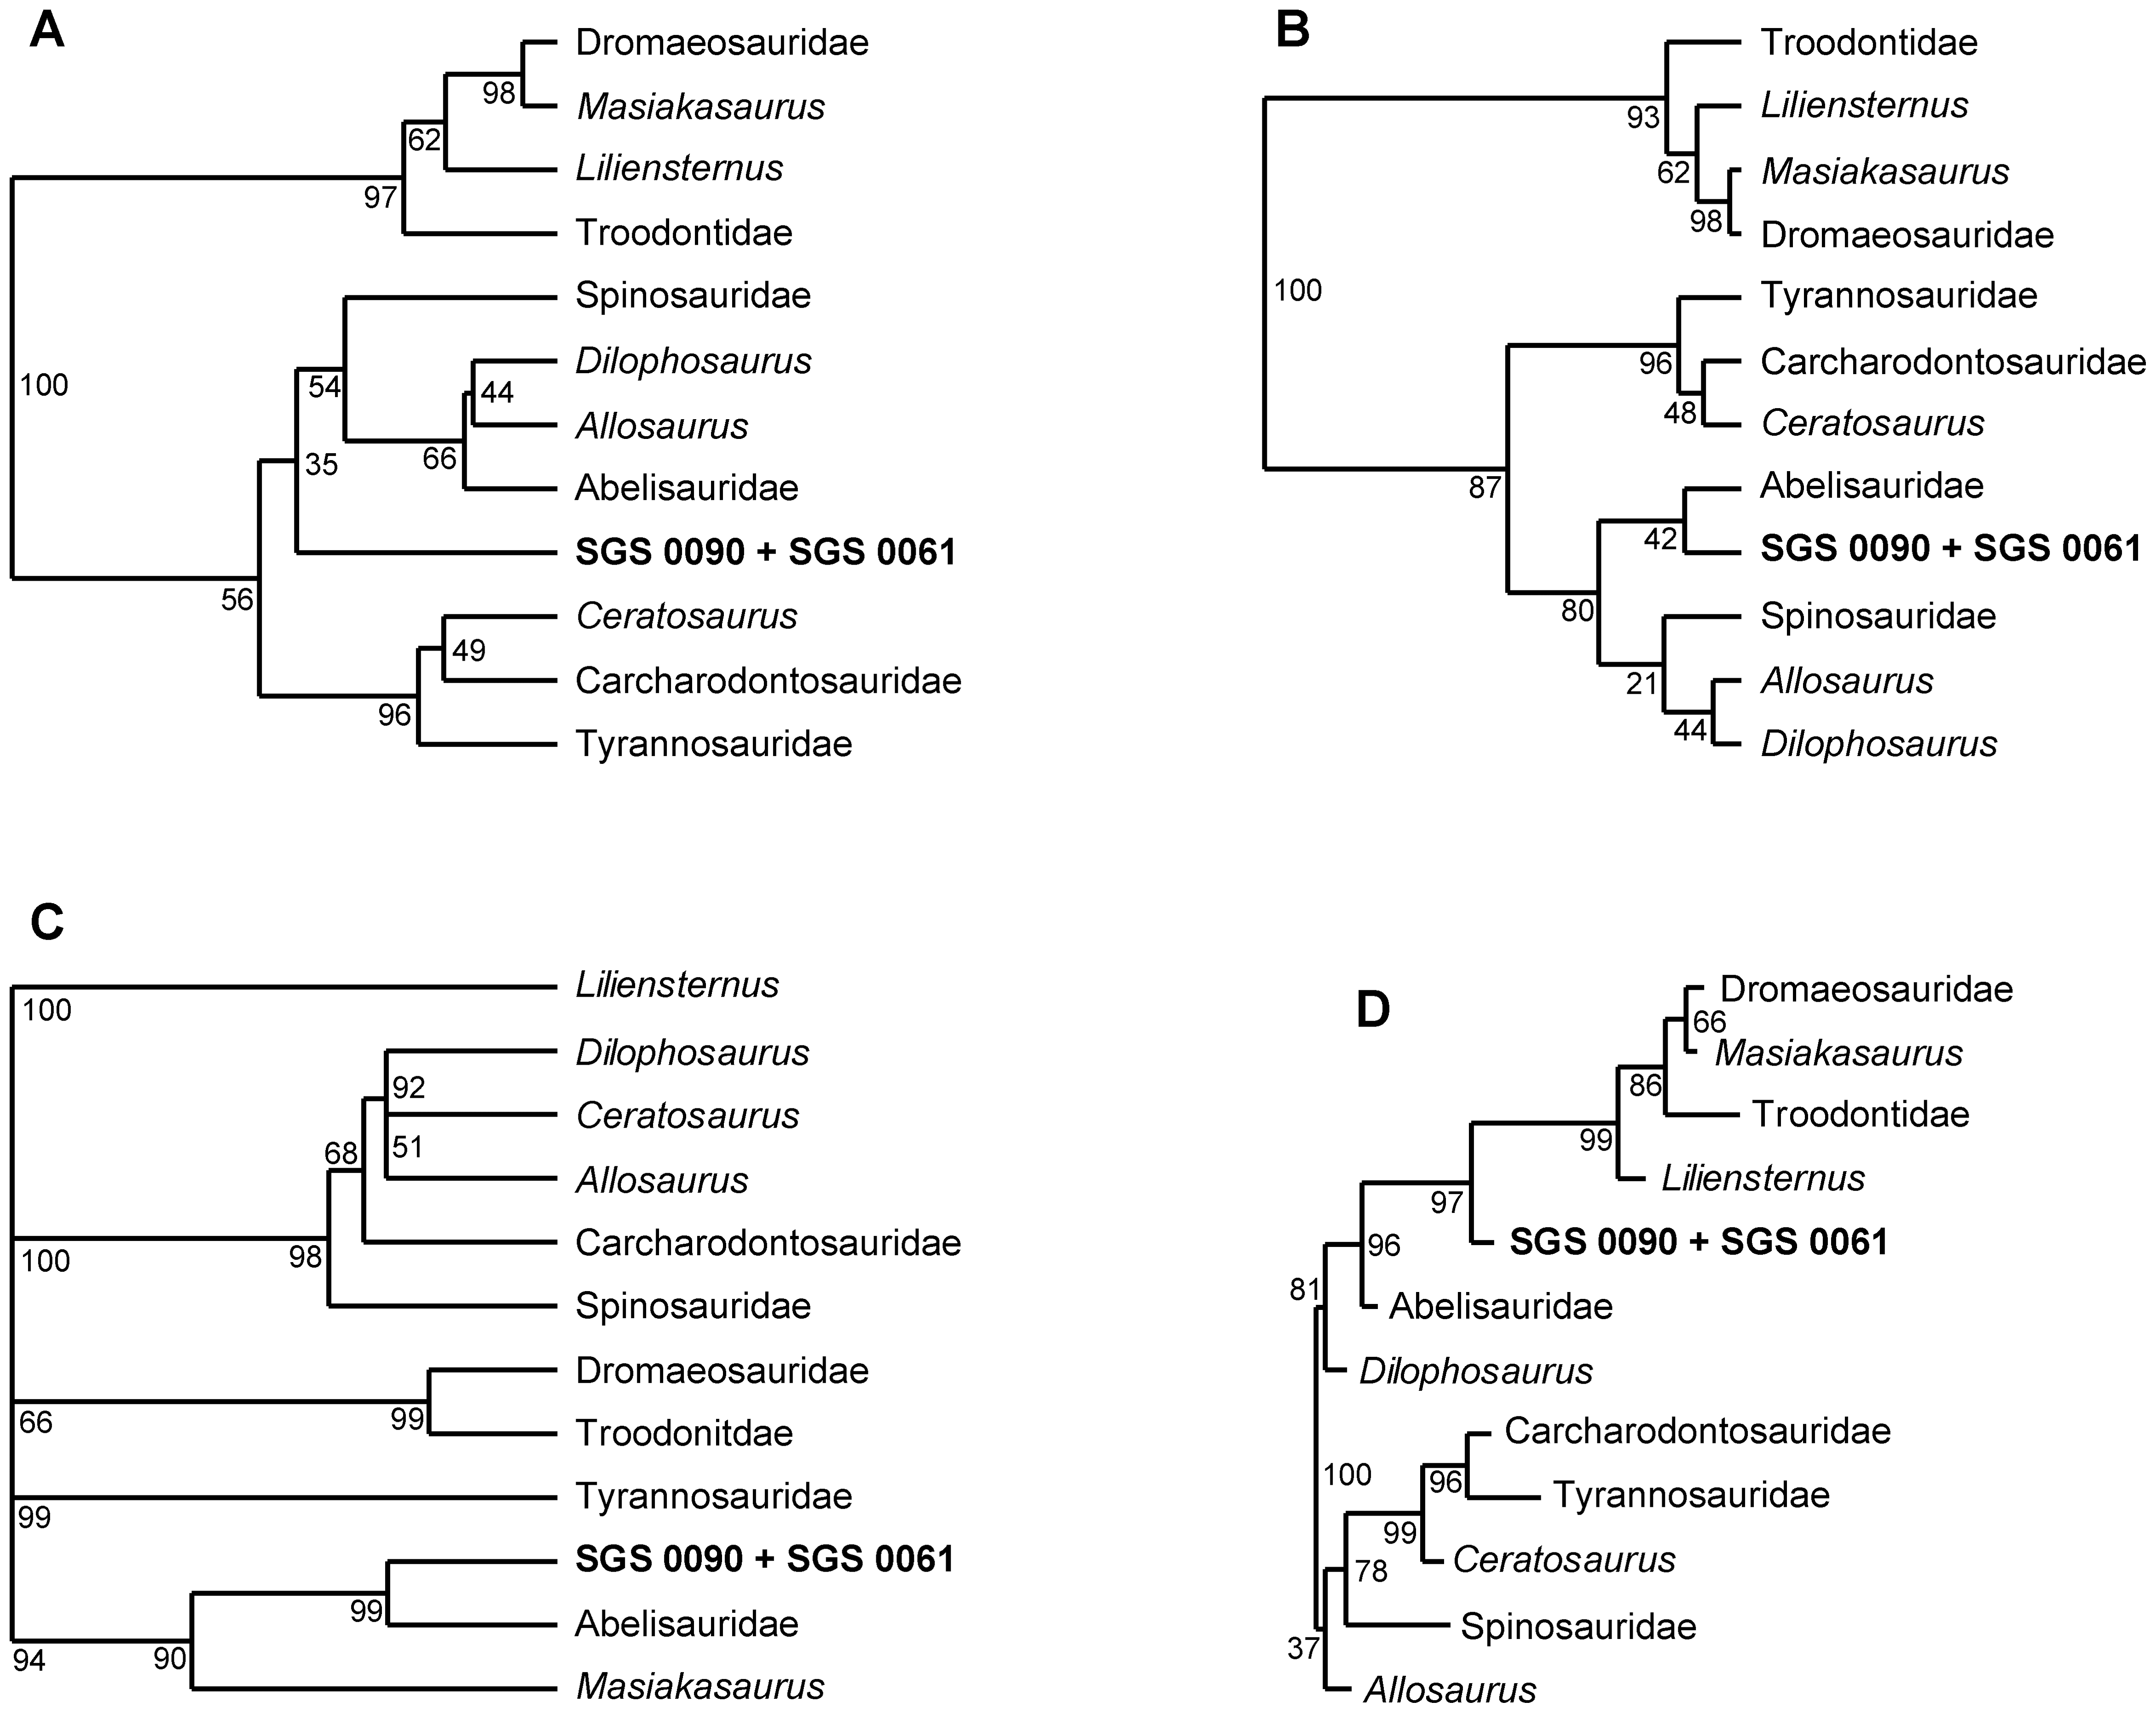 A
Dromaeosauridae
98
Masiakasaurus
62
Liliensternus
97
Troodontidae
Spinosauridae
Dilophosaurus
100
54
44
Allosaurus
35
66
Abelisauridae
SGS 0090 + SGS 0061
56
Ceratosaurus
49
Carcharodontosauridae
96
Tyrannosauridae
B
Troodontidae
Liliensternus
93
Masiakasaurus
62
98
Dromaeosauridae
100
Tyrannosauridae
96
Carcharodontosauridae
48
Ceratosaurus
87
Abelisauridae
42
SGS 0090 + SGS 0061
80
Spinosauridae
21
Allosaurus
44
Dilophosaurus
C
Liliensternus
100
Dilophosaurus
92
Ceratosaurus
51
68
Allosaurus
Carcharodontosauridae
100
98
Spinosauridae
Dromaeosauridae
66
99
Troodonitdae
Tyrannosauridae
99
SGS 0090 + SGS 0061
99
Abelisauridae
94
90
Masiakasaurus
D
Dromaeosauridae
66
Masiakasaurus
86
Troodontidae
99
Liliensternus
97
SGS 0090 + SGS 0061
96
81
Abelisauridae
Dilophosaurus
Carcharodontosauridae
100
96
Tyrannosauridae
99
Ceratosaurus
78
Spinosauridae
37
Allosaurus